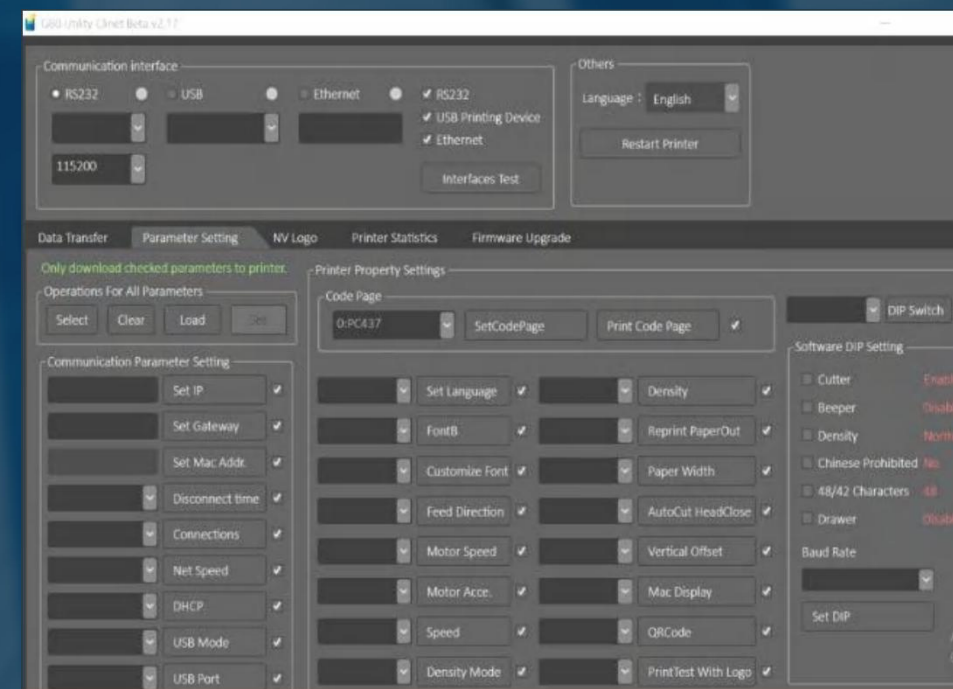 G80 Utility Clinet Beta v2.17
Communication interface
RS232 USB Ethernet RS232
USB Printing Device
Ethernet
115200
Interfaces Test
Others
Language : English
Restart Printer
Data Transfer Parameter Setting NV Logo Printer Statistics Firmware Upgrade
Only download checked parameters to printer.
Operations For All Parameters
Select Clear Load Set
Communication Parameter Setting
Set IP
Set Gateway
Set Mac Addr.
Disconnect time
Connections
Net Speed
DHCP
USB Mode
USB Port
Printer Property Settings
Code Page
0:PC437 SetCodePage Print Code Page
Set Language Density
FontB Reprint PaperOut
Customize Font Paper Width
Feed Direction AutoCut HeadClose
Motor Speed Vertical Offset
Motor Acce. Mac Display
Speed QRCode
Density Mode PrintTest With Logo
DIP Switch
Software DIP Setting
Cutter Enabl
Beeper Disab
Density Norm
Chinese Prohibited No
48/42 Characters 48
Drawer Disab
Baud Rate
Set DIP